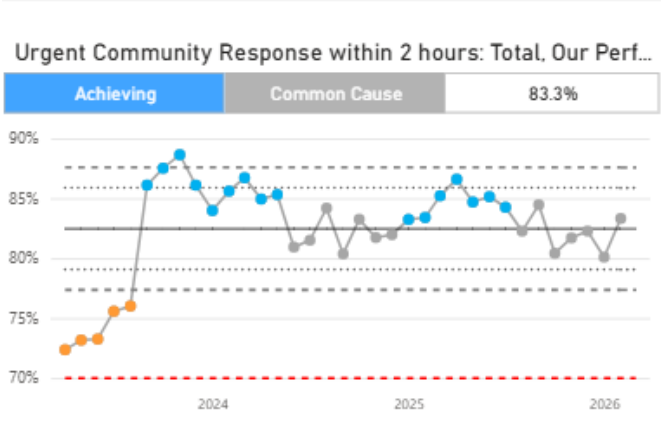 Urgent Community Response within 2 hours: Total, Our Perf...
Achieving Common Cause 83.3%
90%
85%
80%
75%
70%
2024 2025 2026